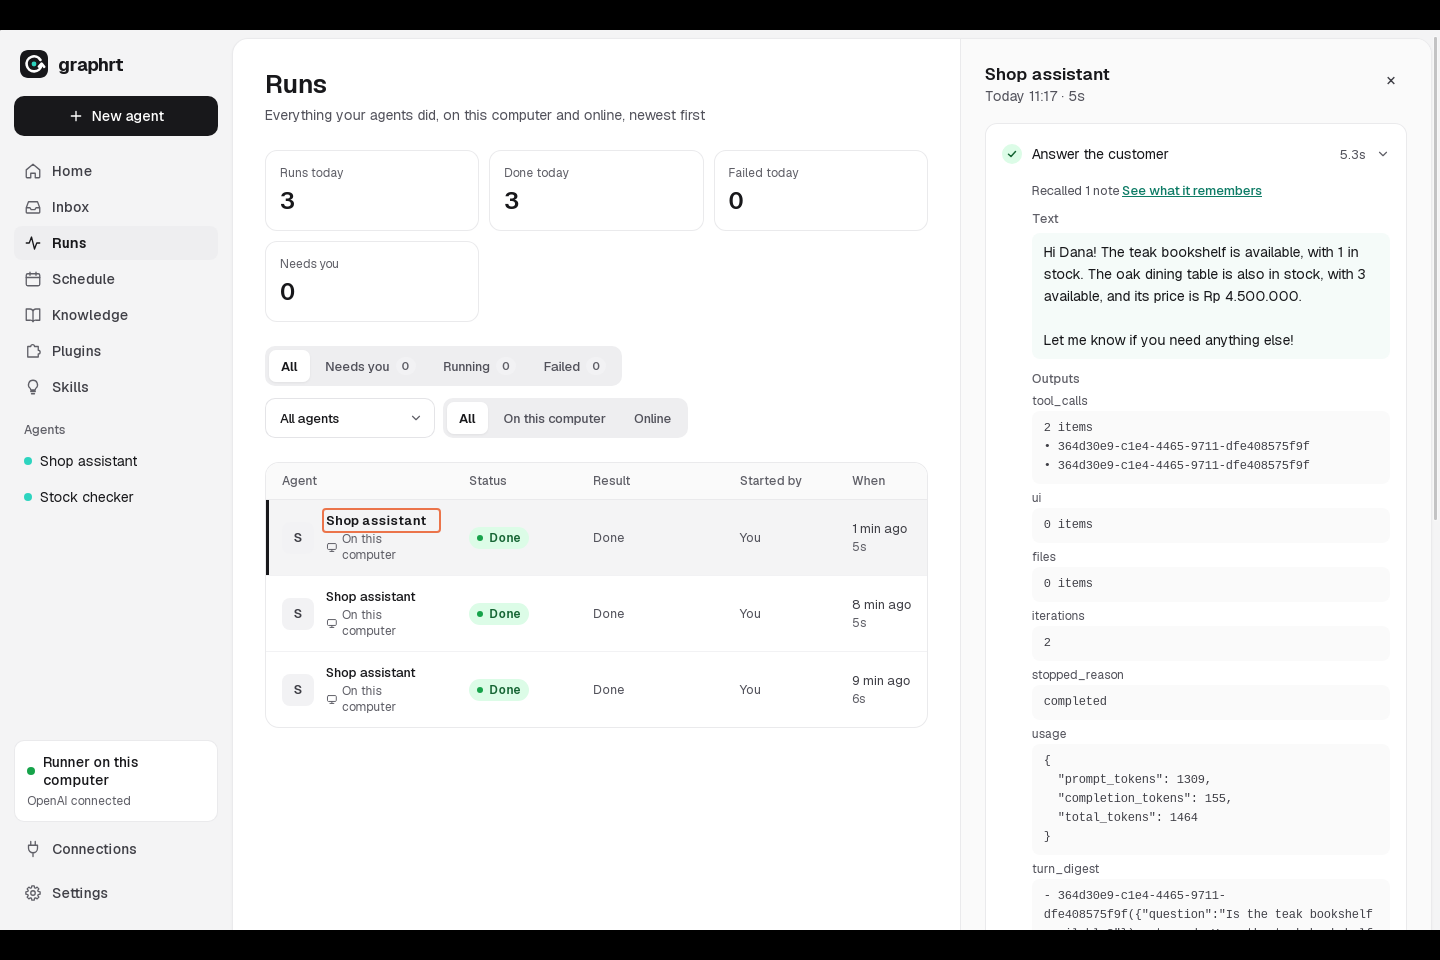 graphrt
New agent
Home
Inbox
Runs
Schedule
Knowledge
Plugins
Skills
Agents
Shop assistant
Stock checker
Runner on this
computer
OpenAI connected
Connections
Settings
Runs
Everything your agents did, on this computer and online, newest first
Runs today
3
Done today
3
Failed today
0
Needs you
0
All
Needs you 0
Running 0
Failed 0
All agents
All
On this computer
Online
Agent Status Result Started by When
S
Shop assistant
On this
computer
Done
Done
You
1 min ago
5s
S
Shop assistant
On this
computer
Done
Done
You
8 min ago
5s
S
Shop assistant
On this
computer
Done
Done
You
9 min ago
6s
Shop assistant
Today 11:17 · 5s
Answer the customer 5.3s
Recalled 1 note See what it remembers
Text
Hi Dana! The teak bookshelf is available, with 1 in
stock. The oak dining table is also in stock, with 3
available, and its price is Rp 4.500.000.
Let me know if you need anything else!
Outputs
tool_calls
2 items
• 364d30e9-c1e4-4465-9711-dfe408575f9f
• 364d30e9-c1e4-4465-9711-dfe408575f9f
ui
0 items
files
0 items
iterations
2
stopped_reason
completed
usage
{
"prompt_tokens": 1309,
"completion_tokens": 155,
"total_tokens": 1464
}
turn_digest
- 364d30e9-c1e4-4465-9711-
dfe408575f9f({"question":"Is the teak bookshelf